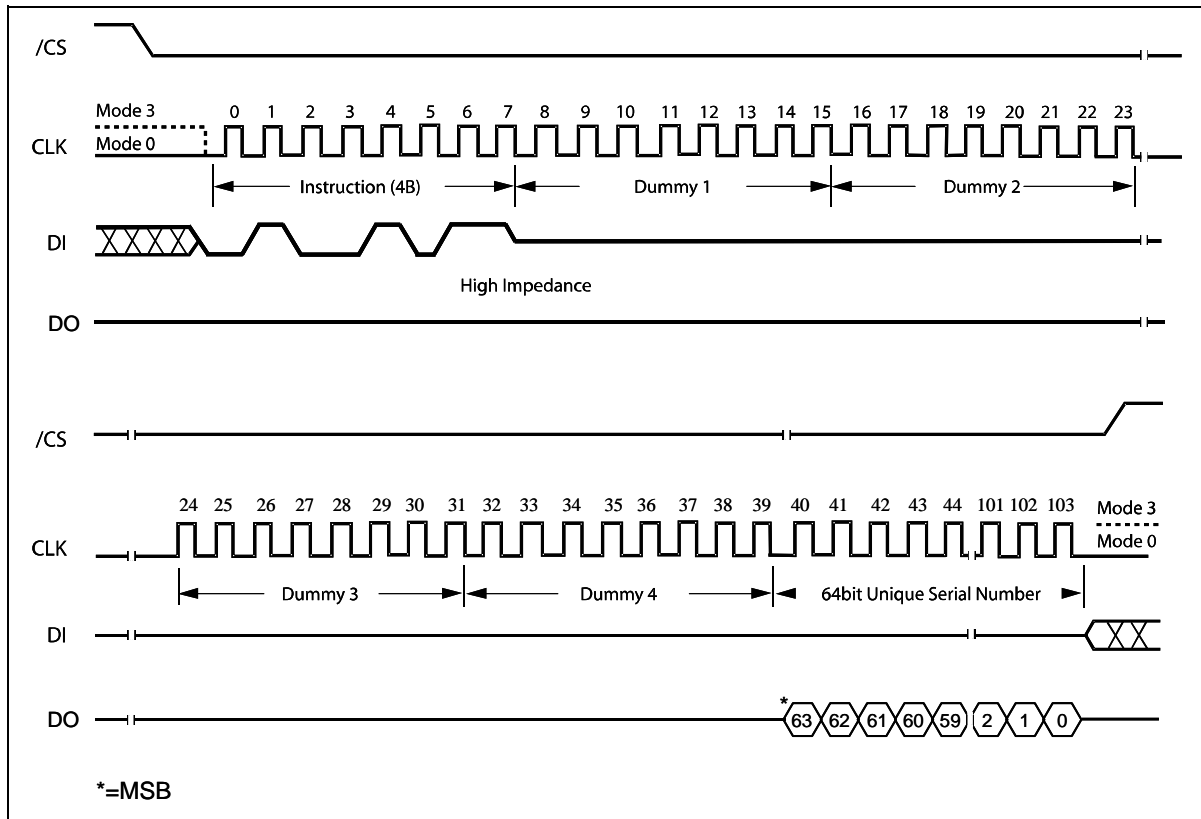 /CS
Mode 3
0 1 2 3 4 5 6 7 8 9 10 11 12 13 14 15 16 17 18 19 20 21 22 23
CLK
Mode 0
Instruction (4B) Dummy 1 Dummy 2
DI
High Impedance
DO
/CS
24 25 26 27 28 29 30 31 32 33 34 35 36 37 38 39 40 41 42 43 44 101 102 103
Mode 3
CLK
Mode 0
Dummy 3 Dummy 4 64bit Unique Serial Number
DI
*
DO 63 62 61 60 59 2 1 0
*=MSB